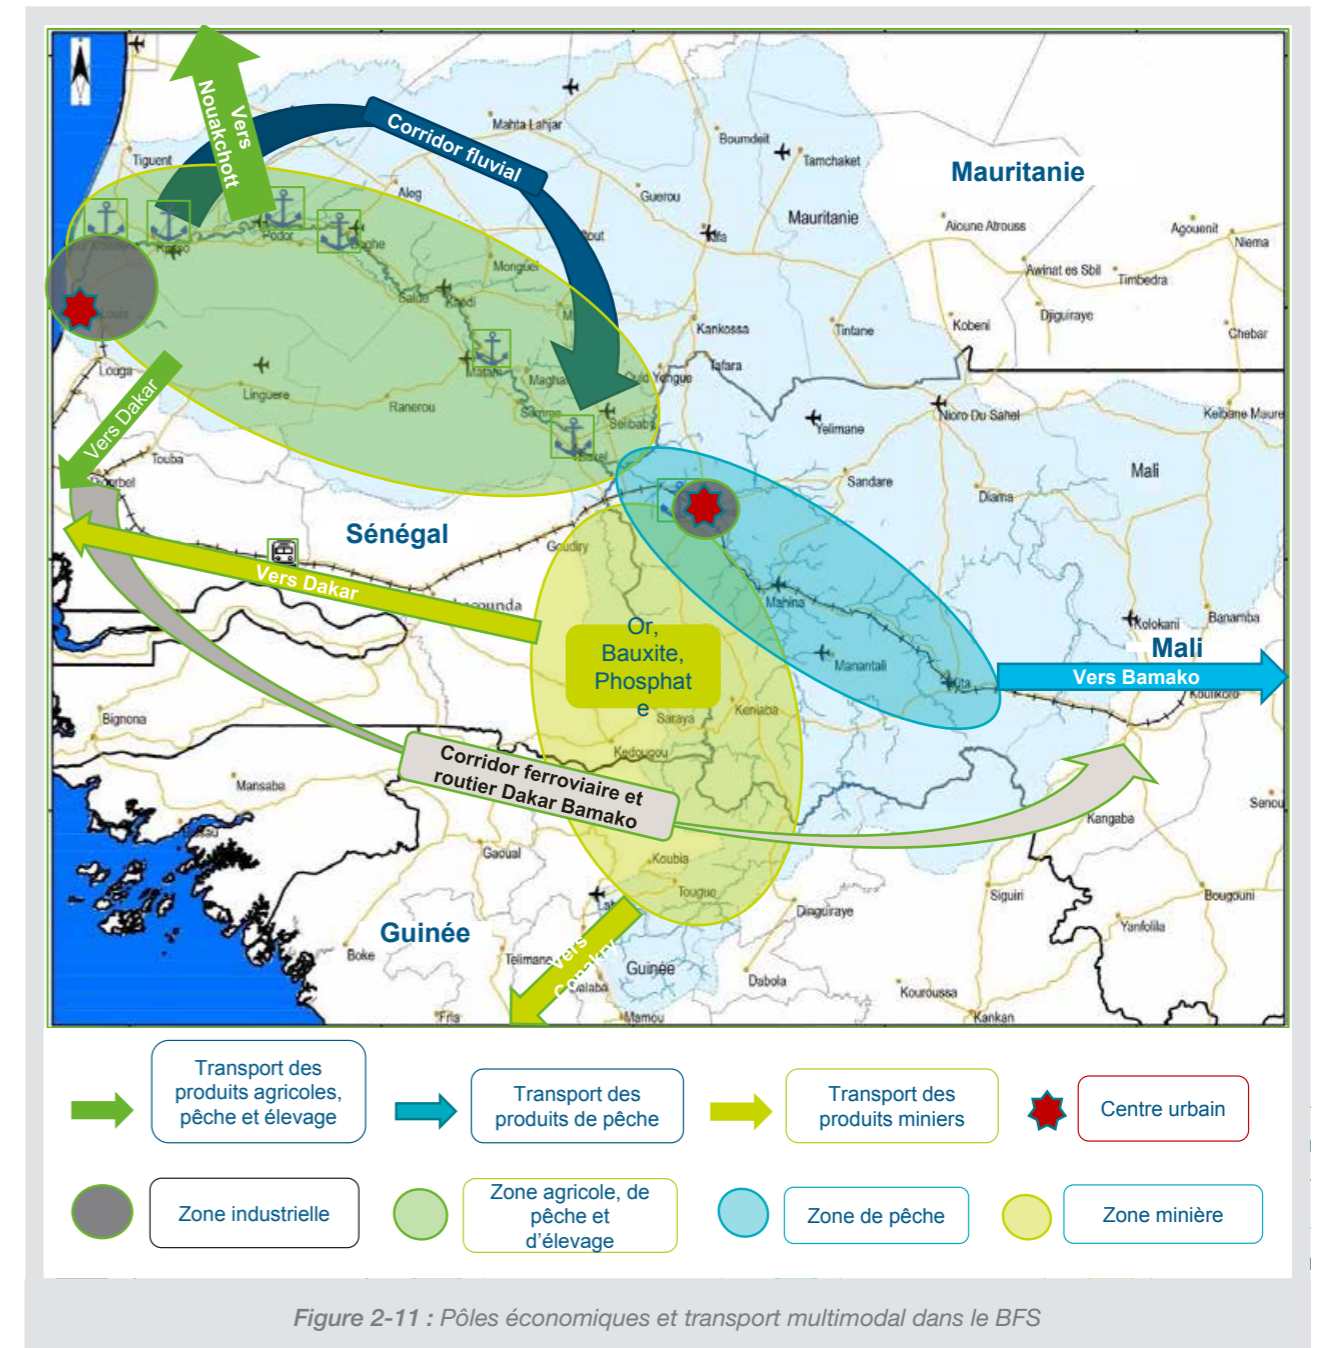 Vers
Nouakchott
Corridor fluvial
Mahta Lahjar
Boumdeit
Tamchaket
Mauritanie
Tiguent
Aleg
Guerou
Mauritanie
Aioune Atrouss
Agouenit
Niema
Podor
Monguel
Awinat es Sbil
Timbedra
Kaedi
Djiguiraye
Kobeni
Chebar
Kankossa
Tintane
Louga
Matam
Tafara
Linguere
Ranerou
Selibaby
Yelimane
Nioro Du Sahel
Vers Dakar
Touba
Sandare
Diama
Mali
Sénégal
Goudiry
Vers Dakar
Mahina
Or,
Bauxite,
Phosphat
e
Kolokani
Banamba
Mali
Manantali
Vers Bamako
Koulikoro
Bignona
Saraya
Kenieba
Kedougou
Corridor ferroviaire et
routier Dakar Bamako
Mansaba
Kangaba
Gaoual
Koubia
Tougue
Siguiri
Bougouni
Dinguiraye
Yanfolila
Guinée
Boke
Telimane
Vers
Conakry
Guinée
Dabola
Kouroussa
Fria
Mamou
Kankan
Transport des
produits agricoles,
pêche et élevage
Transport des
produits de pêche
Transport des
produits miniers
Centre urbain
Zone industrielle
Zone agricole, de
pêche et
d’élevage
Zone de pêche
Zone minière
Figure 2-11 : Pôles économiques et transport multimodal dans le BFS